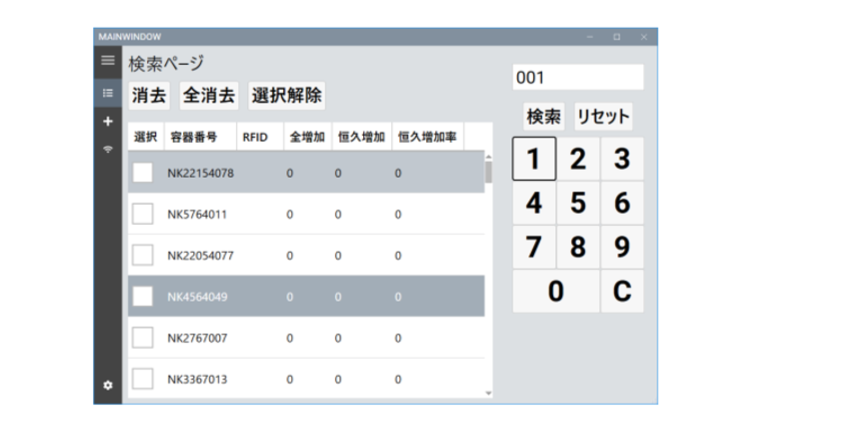 MAINWINDOW
検索ページ
消去 全消去 選択解除
選択 容器番号 RFID 全増加 恒久増加 恒久増加率
NK22154078 0 0 0
NK5764011 0 0 0
NK22054077 0 0 0
NK4564049 0 0 0
NK2767007 0 0 0
NK3367013 0 0 0
001
検索 リセット
1 2 3
4 5 6
7 8 9
0 C